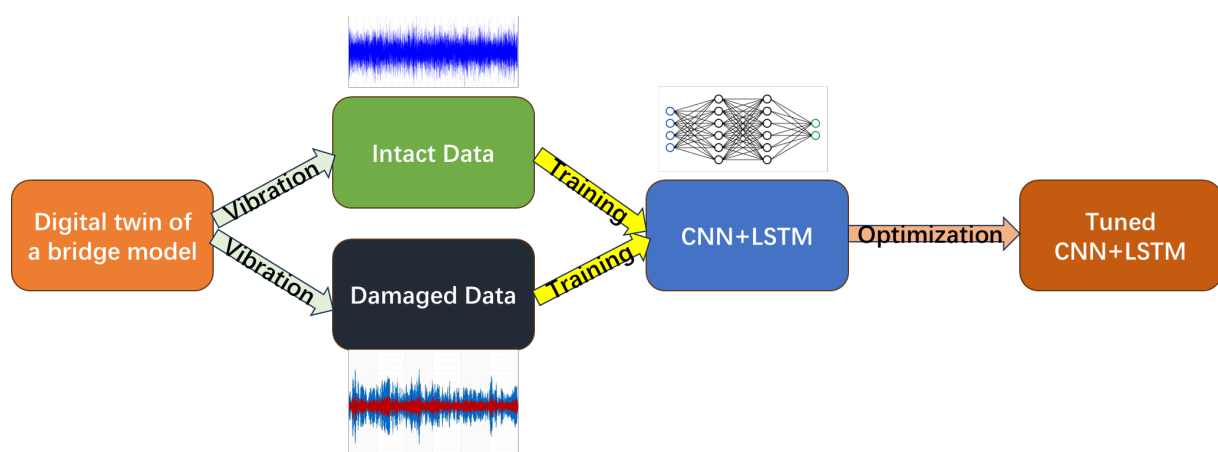 Digital twin of
a bridge model
Vibration
Vibration
Intact Data
Damaged Data
Training
Training
CNN+LSTM
Optimization
Tuned
CNN+LSTM